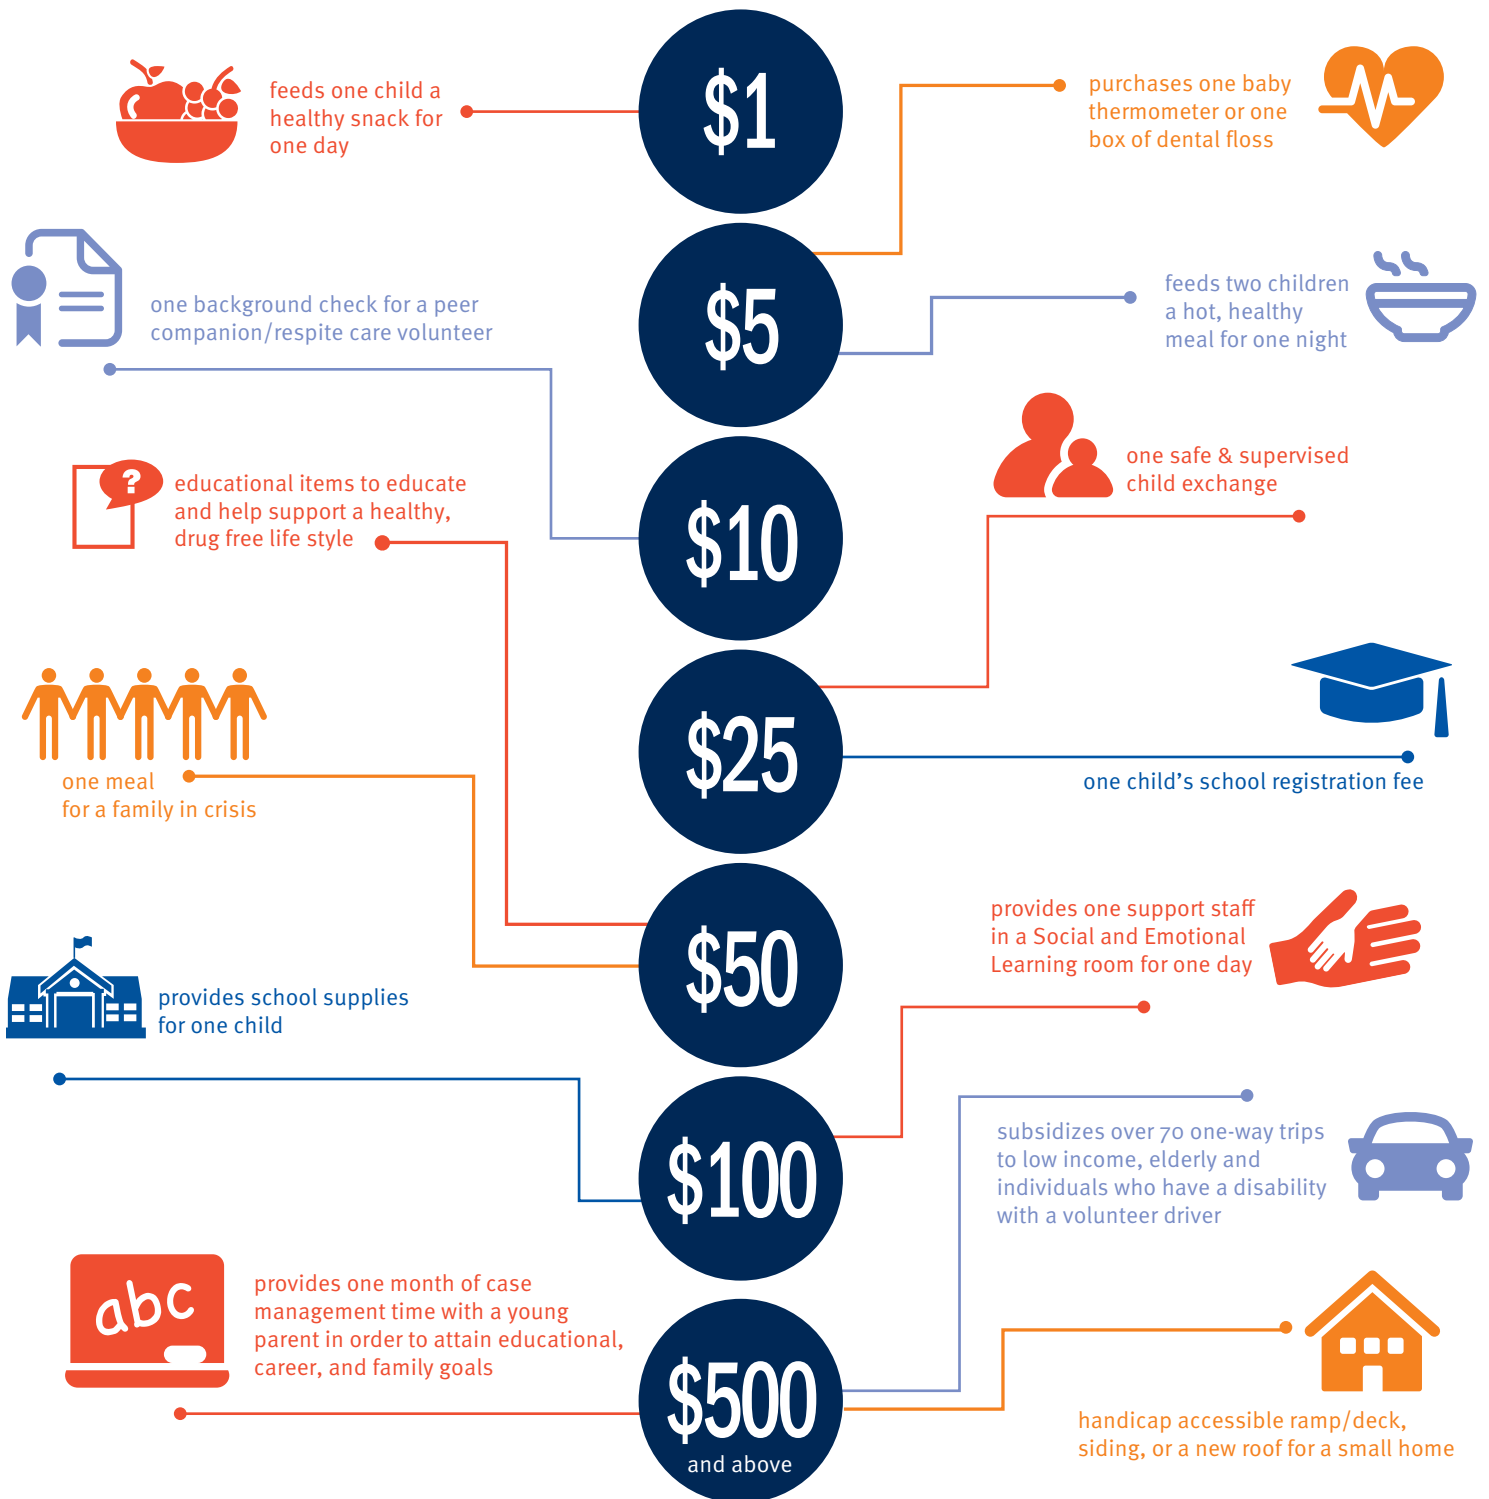 $1
feeds one child a
healthy snack for
one day
purchases one baby
thermometer or one
box of dental floss
$5
feeds two children
a hot, healthy
meal for one night
one background check for a peer
companion/respite care volunteer
$10
one safe & supervised
child exchange
?
educational items to educate
and help support a healthy,
drug free life style
$25
one child's school registration fee
one meal
for a family in crisis
$50
provides one support staff
in a Social and Emotional
Learning room for one day
provides school supplies
for one child
$100
subsidizes over 70 one-way trips
to low income, elderly and
individuals who have a disability
with a volunteer driver
abc
provides one month of case
management time with a young
parent in order to attain educational,
career, and family goals
$500
and above
handicap accessible ramp/deck,
siding, or a new roof for a small home